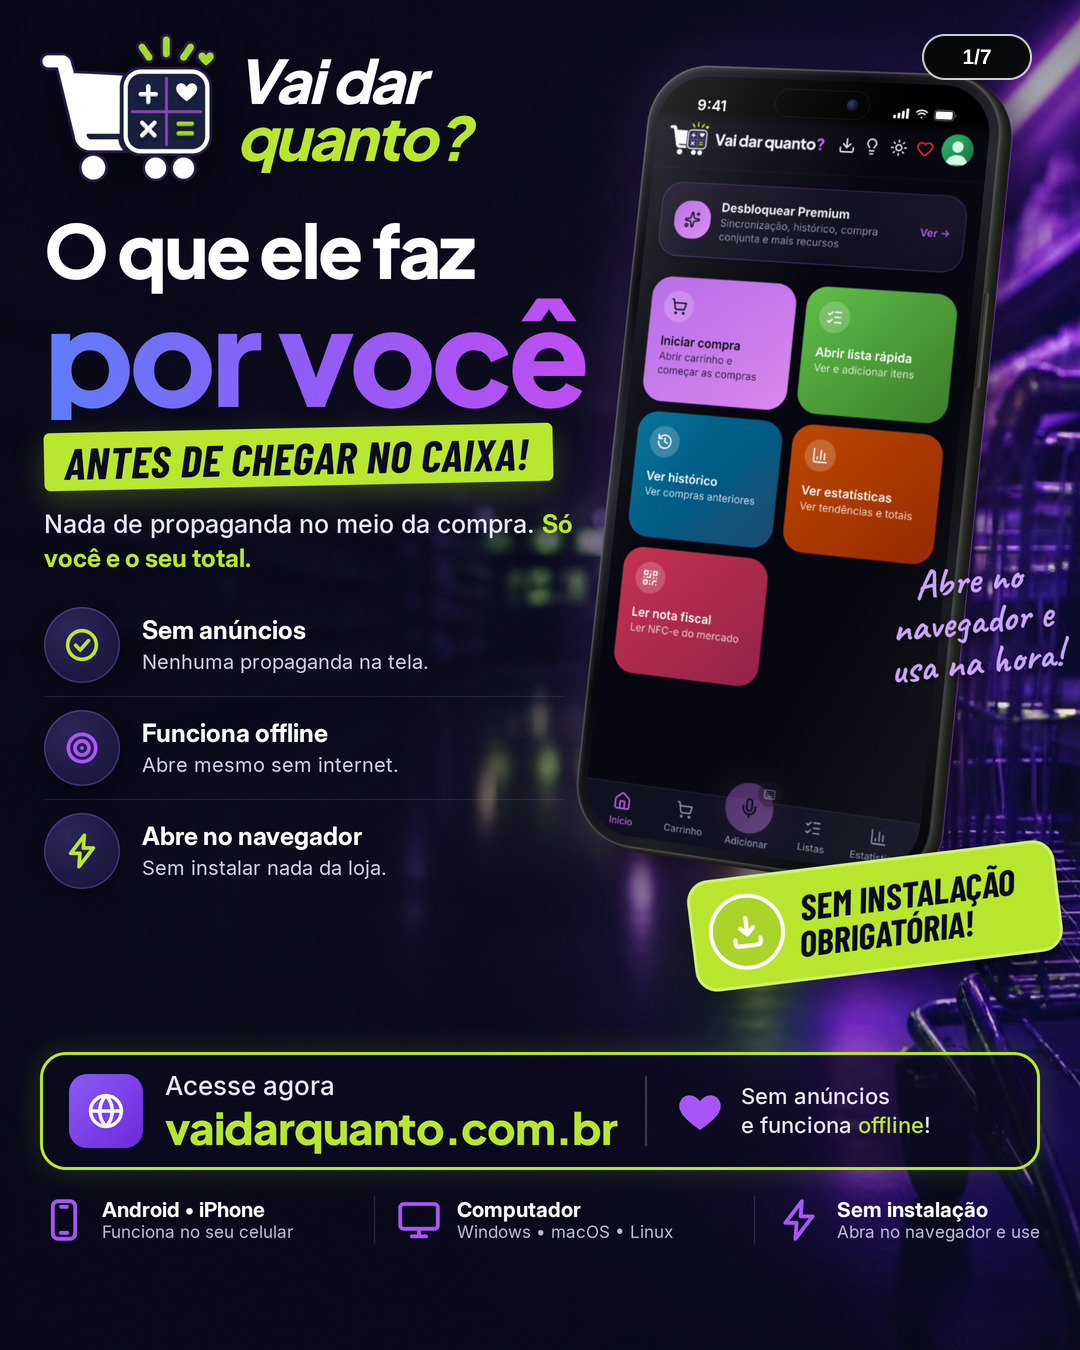 Vai dar
quanto?
1/7
O que ele faz
por você
ANTES DE CHEGAR NO CAIXA!
Nada de propaganda no meio da compra. Só
você e o seu total.
Sem anúncios
Nenhuma propaganda na tela.
Funciona offline
Abre mesmo sem internet.
Abre no navegador
Sem instalar nada da loja.
9:41
Vai dar quanto?
Desbloquear Premium
Sincronização, histórico, compra
conjunta e mais recursos
Ver →
Iniciar compra
Abrir carrinho e
começar as compras
Abrir lista rápida
Ver e adicionar itens
Ver histórico
Ver compras anteriores
Ver estatísticas
Ver tendências e totais
Ler nota fiscal
Ler NFC-e do mercado
Abre no
navegador e
usa na hora!
Início
Carrinho
Adicionar
Listas
SEM INSTALAÇÃO
OBRIGATÓRIA!
Acesse agora
vaidarquanto.com.br
Sem anúncios
e funciona offline!
Android • iPhone
Funciona no seu celular
Computador
Windows • macOS • Linux
Sem instalação
Abra no navegador e use